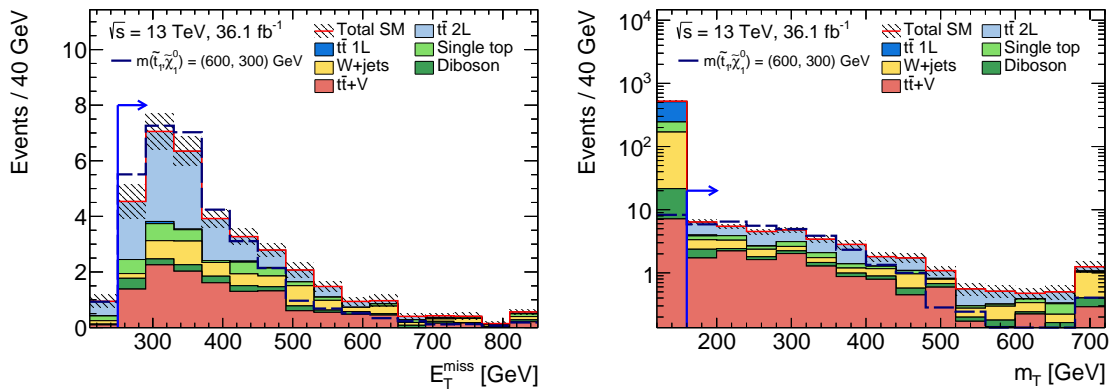 Events / 40 GeV
10
8
6
4
2
0
√s = 13 TeV, 36.1 fb⁻¹
Total SM
tt̄ 2L
tt̄ 1L
Single top
m(t̃₁,χ̃₁⁰) = (600, 300) GeV
W+jets
Diboson
tt̄+V
300 400 500 600 700 800
E_T^miss [GeV]
Events / 40 GeV
10⁴
10³
10²
10
1
√s = 13 TeV, 36.1 fb⁻¹
Total SM
tt̄ 2L
tt̄ 1L
Single top
m(t̃₁,χ̃₁⁰) = (600, 300) GeV
W+jets
Diboson
tt̄+V
200 300 400 500 600 700
m_T [GeV]